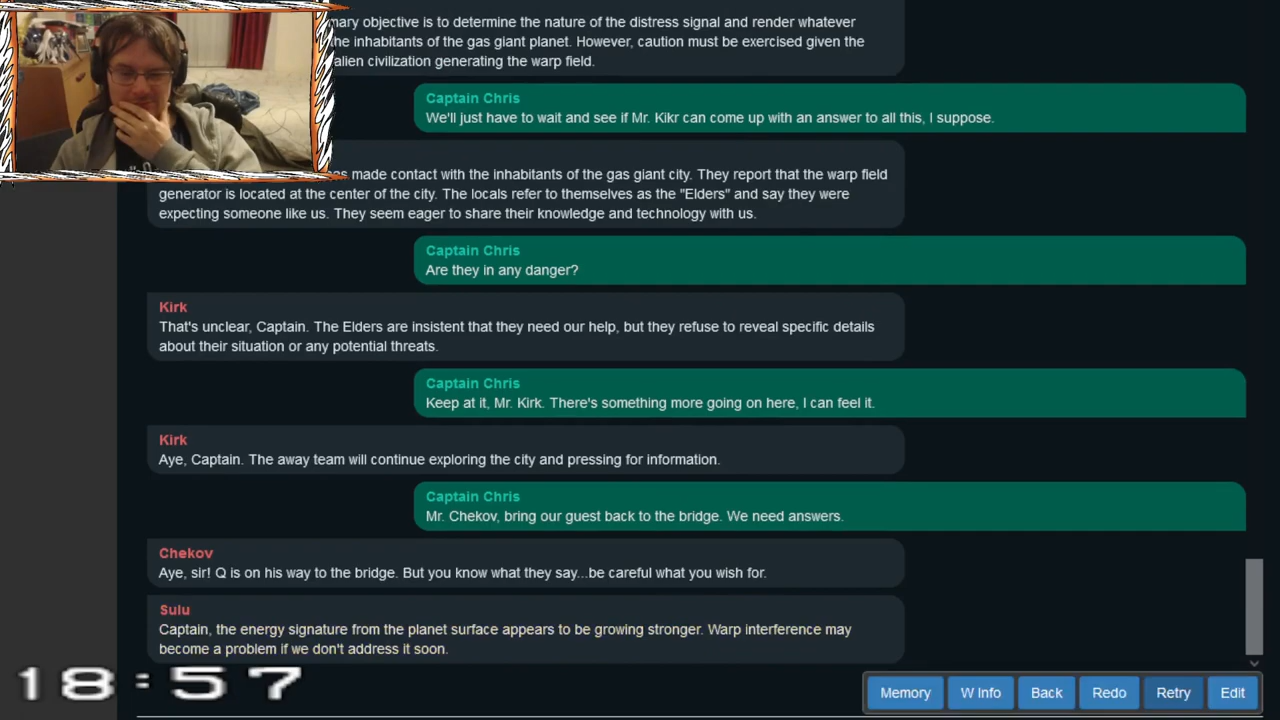 mary objective is to determine the nature of the distress signal and render whatever
he inhabitants of the gas giant planet. However, caution must be exercised given the
alien civilization generating the warp field.
Captain Chris
We'll just have to wait and see if Mr. Kikr can come up with an answer to all this, I suppose.
as made contact with the inhabitants of the gas giant city. They report that the warp field
generator is located at the center of the city. The locals refer to themselves as the "Elders" and say they were
expecting someone like us. They seem eager to share their knowledge and technology with us.
Captain Chris
Are they in any danger?
Kirk
That's unclear, Captain. The Elders are insistent that they need our help, but they refuse to reveal specific details
about their situation or any potential threats.
Captain Chris
Keep at it, Mr. Kirk. There's something more going on here, I can feel it.
Kirk
Aye, Captain. The away team will continue exploring the city and pressing for information.
Captain Chris
Mr. Chekov, bring our guest back to the bridge. We need answers.
Chekov
Aye, sir! Q is on his way to the bridge. But you know what they say...be careful what you wish for.
Sulu
Captain, the energy signature from the planet surface appears to be growing stronger. Warp interference may
become a problem if we don't address it soon.
18:57
Memory W Info Back Redo Retry Edit